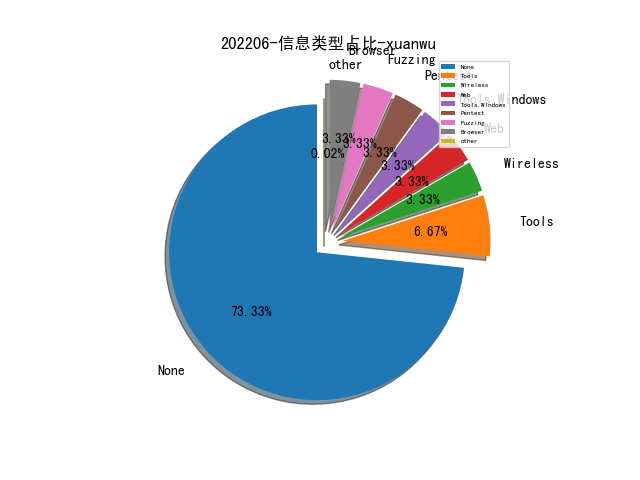 202206-信息类型占比-xuanwu
Browser
other
Fuzzing
Pentest
Tools,Windows
Web
Wireless
Tools
None
None
Tools
Wireless
Web
Tools,Windows
Pentest
Fuzzing
Browser
other
3.33%
0.02%
3.33%
3.33%
3.33%
3.33%
3.33%
6.67%
73.33%